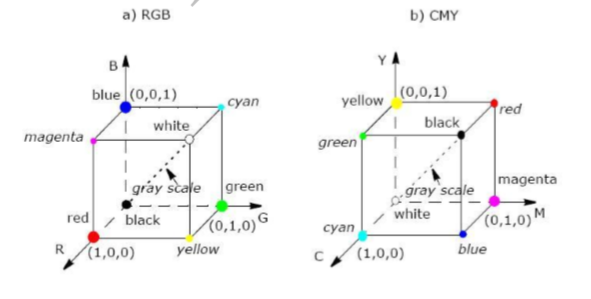 a) RGB
B
blue (0,0,1)
cyan
magenta
white
gray scale
green
red
black
(0,1,0) G
R
(1,0,0)
yellow
b) CMY
Y
yellow (0,0,1)
red
black
green
gray scale
magenta
white
(0,1,0) M
cyan
C
(1,0,0)
blue